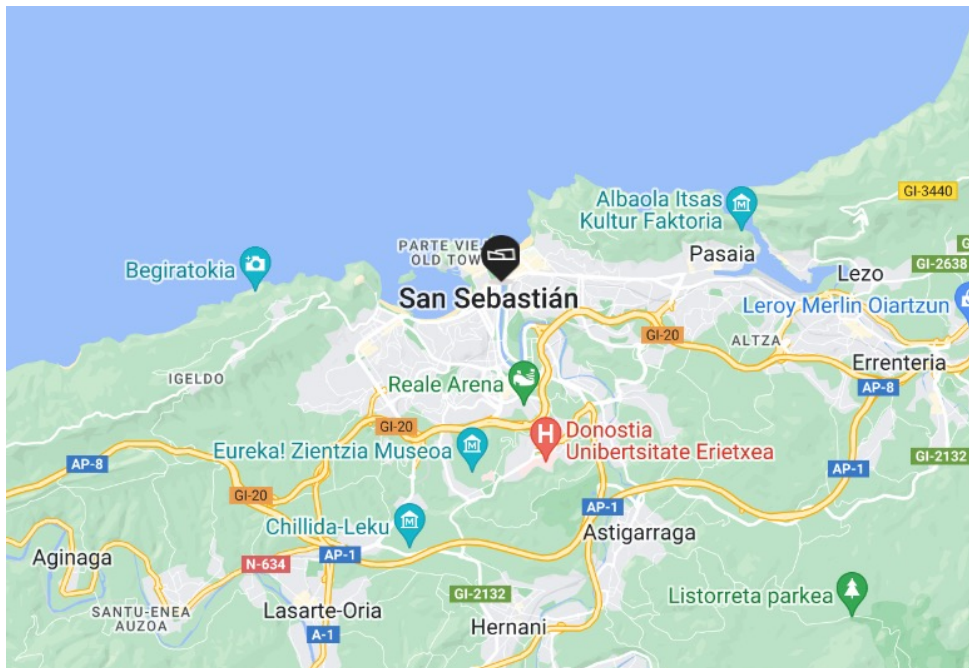 Albaola Itsas
Kultur Faktoria
GI-3440
PARTE VIE
OLD TOW
Pasaia
GI-2638
Begiratokia
Lezo
San Sebastián
Leroy Merlin Oiartzun
GI-20
ALTZA
Errenteria
IGELDO
Reale Arena
AP-8
GI-20
Donostia
Unibertsitate Erietxea
Eureka! Zientzia Museoa
AP-8
AP-1
GI-2132
GI-20
AP-1
Chillida-Leku
Astigarraga
AP-1
Aginaga
N-634
GI-2132
Listorreta parkea
SANTU-ENEA
AUZOA
Lasarte-Oria
Hernani
A-1